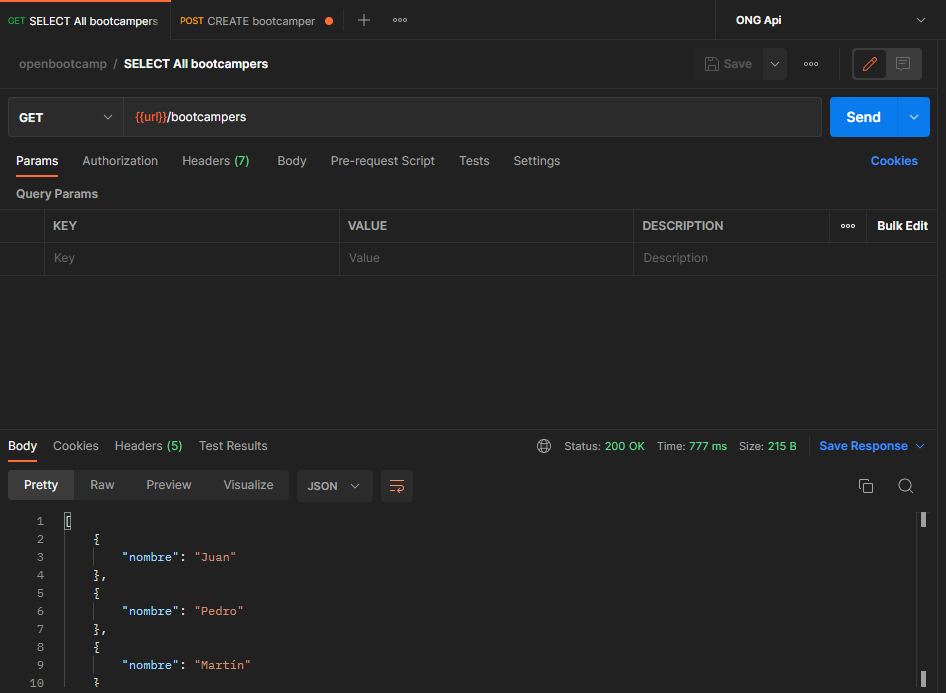 GET SELECT All bootcampers POST CREATE bootcamper ONG Api
openbootcamp / SELECT All bootcampers Save
GET {{url}}/bootcampers Send
Params Authorization Headers (7) Body Pre-request Script Tests Settings Cookies
Query Params
KEY VALUE DESCRIPTION Bulk Edit
Key Value Description
Body Cookies Headers (5) Test Results Status: 200 OK Time: 777 ms Size: 215 B Save Response
Pretty Raw Preview Visualize JSON
1 [
2 {
3 "nombre": "Juan"
4 },
5 {
6 "nombre": "Pedro"
7 },
8 {
9 "nombre": "Martín"
10 }